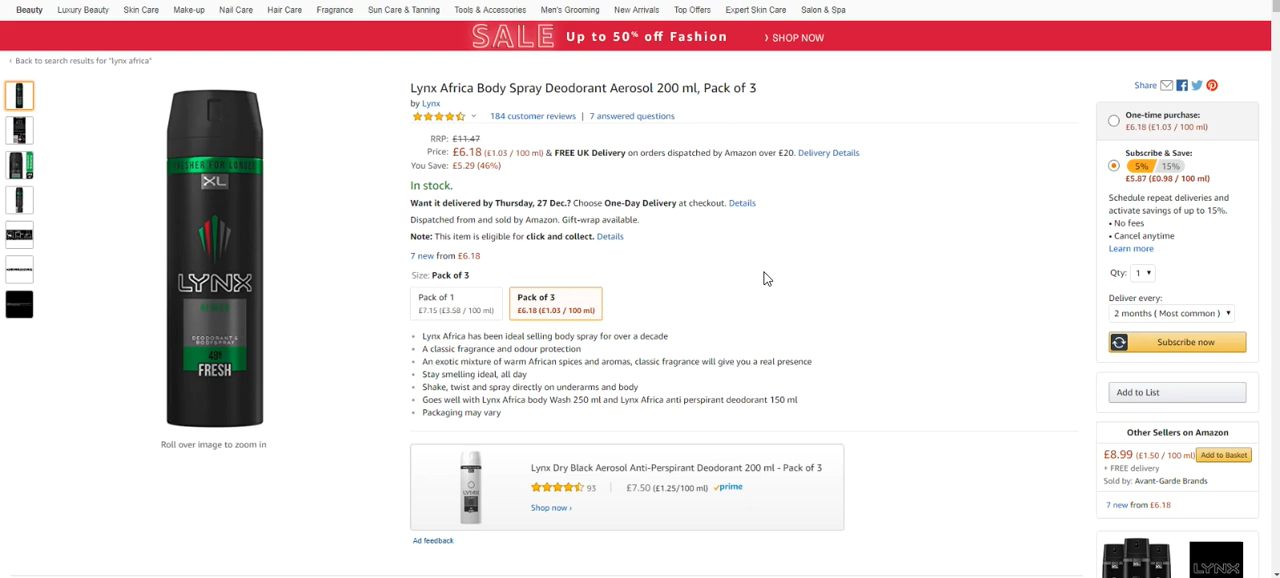 Beauty Luxury Beauty Skin Care Make-up Nail Care Hair Care Fragrance Sun Care & Tanning Tools & Accessories Men's Grooming New Arrivals Top Offers Expert Skin Care Salon & Spa
SALE Up to 50% off Fashion › SHOP NOW
‹ Back to search results for "lynx africa"
FRESHER FOR LONGER
XL
LYNX
DEODORANT &
BODYSPRAY
48H
FRESH
Roll over image to zoom in
Lynx Africa Body Spray Deodorant Aerosol 200 ml, Pack of 3
by Lynx
184 customer reviews | 7 answered questions
RRP: £11.47
Price: £6.18 (£1.03 / 100 ml) & FREE UK Delivery on orders dispatched by Amazon over £20. Delivery Details
You Save: £5.29 (46%)
In stock.
Want it delivered by Thursday, 27 Dec.? Choose One-Day Delivery at checkout. Details
Dispatched from and sold by Amazon. Gift-wrap available.
Note: This item is eligible for click and collect. Details
7 new from £6.18
Size: Pack of 3
Pack of 1
£7.15 (£3.58 / 100 ml)
Pack of 3
£6.18 (£1.03 / 100 ml)
• Lynx Africa has been ideal selling body spray for over a decade
• A classic fragrance and odour protection
• An exotic mixture of warm African spices and aromas, classic fragrance will give you a real presence
• Stay smelling ideal, all day
• Shake, twist and spray directly on underarms and body
• Goes well with Lynx Africa body Wash 250 ml and Lynx Africa anti perspirant deodorant 150 ml
• Packaging may vary
Lynx Dry Black Aerosol Anti-Perspirant Deodorant 200 ml - Pack of 3
93 | £7.50 (£1.25/100 ml) prime
Shop now ›
Ad feedback
Share
One-time purchase:
£6.18 (£1.03 / 100 ml)
Subscribe & Save:
5% 15%
£5.87 (£0.98 / 100 ml)
Schedule repeat deliveries and
activate savings of up to 15%.
• No fees
• Cancel anytime
Learn more
Qty: 1
Deliver every:
2 months ( Most common )
Subscribe now
Add to List
Other Sellers on Amazon
£8.99 (£1.50 / 100 ml) Add to Basket
+ FREE delivery
Sold by: Avant-Garde Brands
7 new from £6.18
LYNX